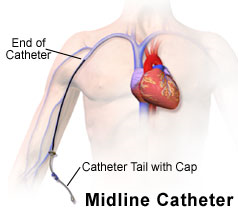 End of
Catheter
Catheter Tail with Cap
Midline Catheter